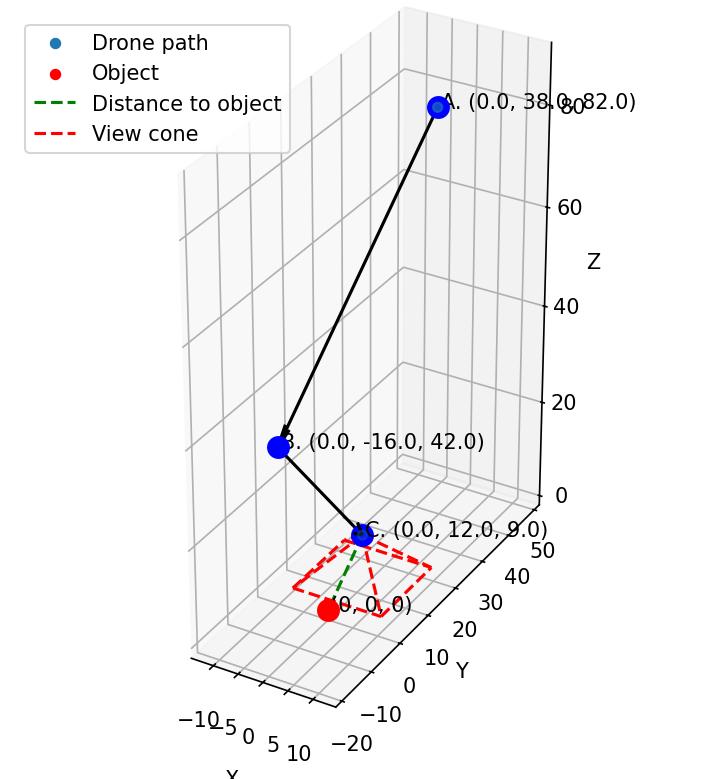 Drone path
Object
Distance to object
View cone
A. (0.0, 38.0, 82.0)
80
60
Z
40
20
B. (0.0, -16.0, 42.0)
0
C. (0.0, 12.0, 9.0)
50
40
(0, 0, 0)
30
20
10
Y
0
−10
−20
−10
−5
0
5
10
X